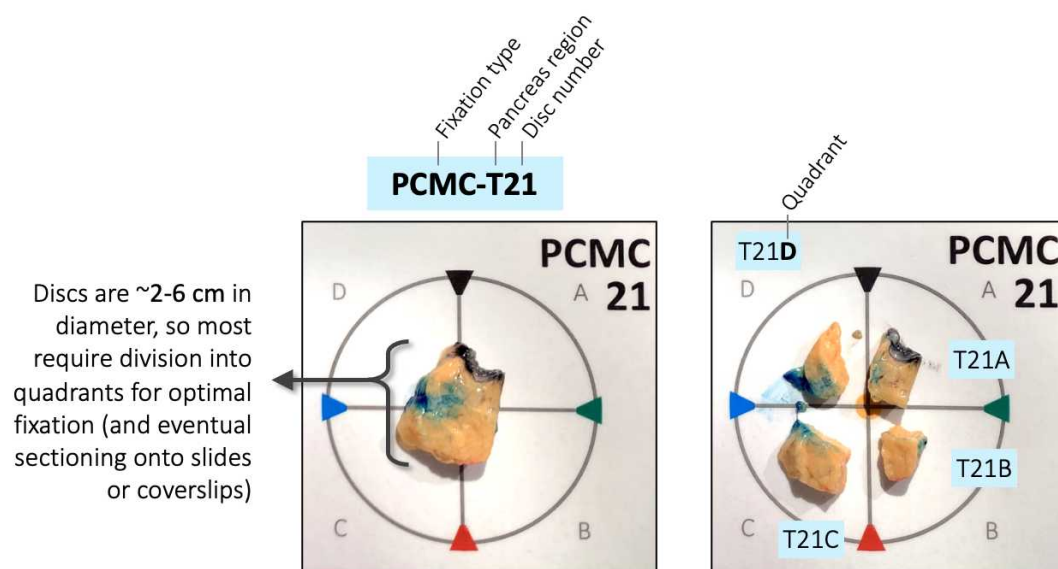 Fixation type
Pancreas region
Disc number
PCMC-T21
Quadrant
T21D
PCMC
21
D
A
C
B
Discs are ~2-6 cm in
diameter, so most
require division into
quadrants for optimal
fixation (and eventual
sectioning onto slides
or coverslips)
PCMC
21
D
A
T21A
T21B
C
B
T21C